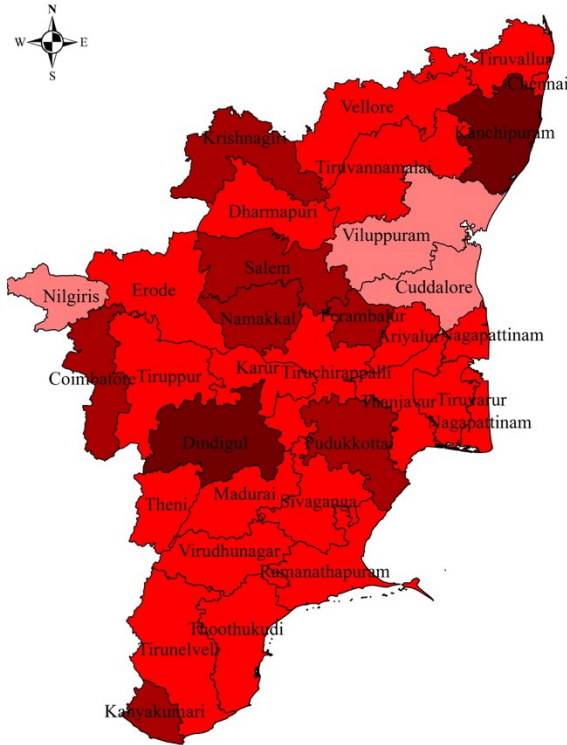 N
W E
S
Tiruvallur
Chennai
Vellore
Kanchipuram
Krishnagiri
Tiruvannamalai
Dharmapuri
Viluppuram
Salem
Nilgiris
Erode
Cuddalore
Namakkal
Perambalur
Ariyalur
Nagapattinam
Coimbatore
Tiruppur
Karur
Tiruchirappalli
Thanjavur
Tiruvarur
Nagapattinam
Dindigul
Pudukkottai
Theni
Madurai
Sivaganga
Virudhunagar
Ramanathapuram
Thoothukudi
Tirunelveli
Kanyakumari